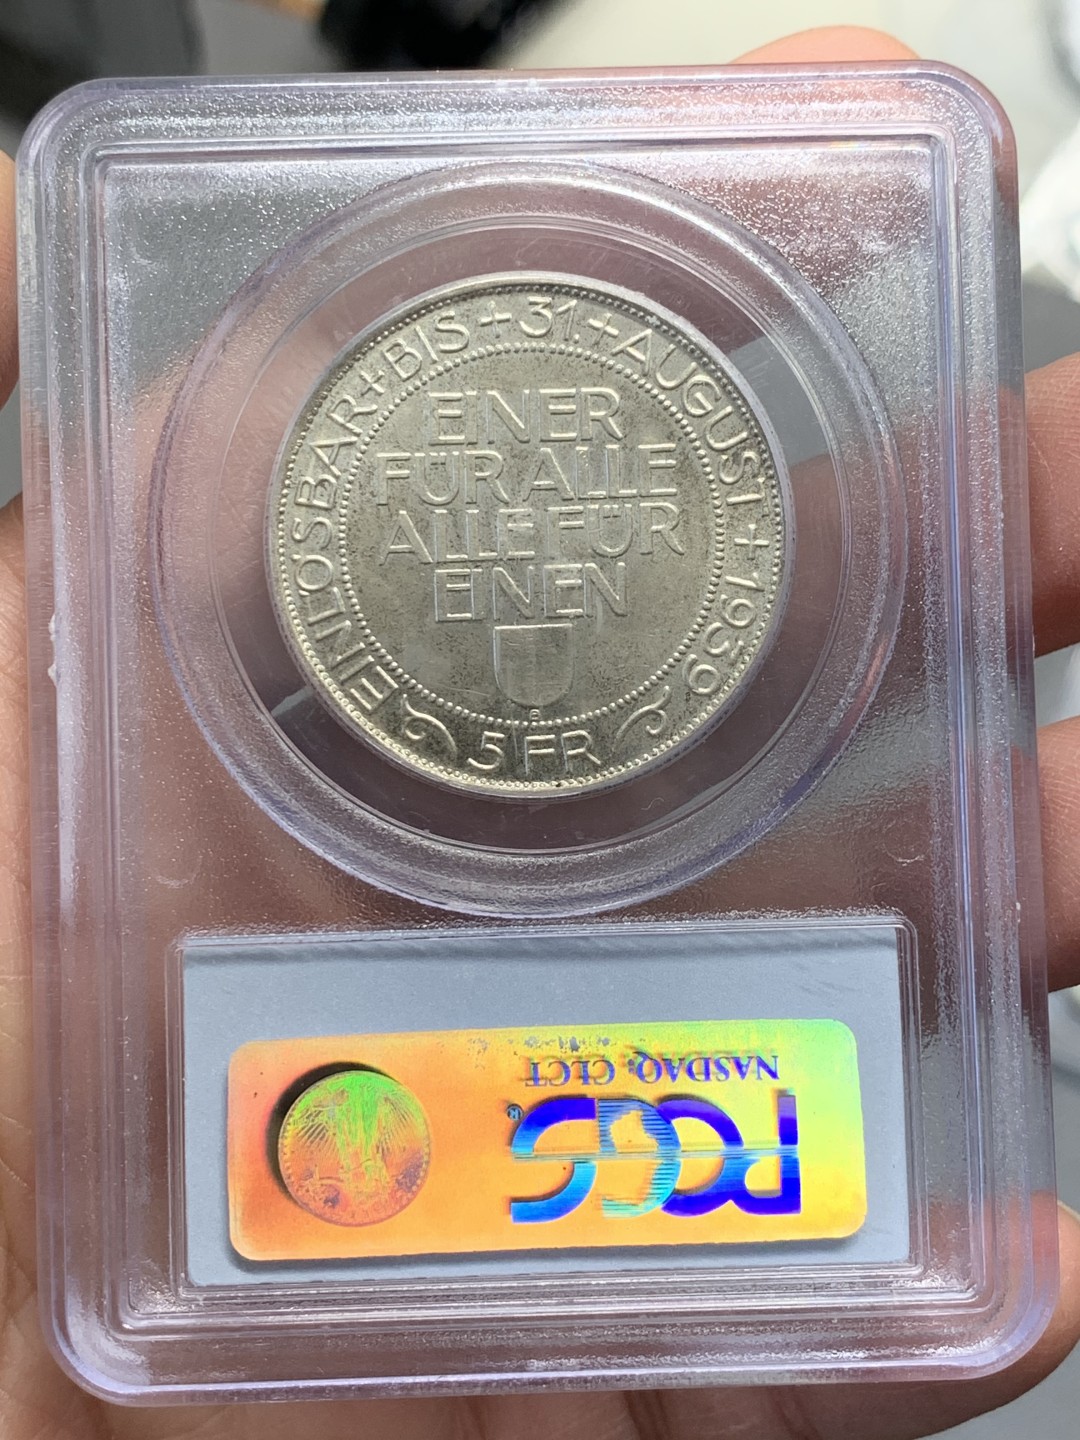 EINLÖSBAR + BIS + 31. + AUGUST + 1939
EINER
FÜR ALLE
ALLE FÜR
EINEN
B
5 FR
NASDAQ: CLCT
PCGS